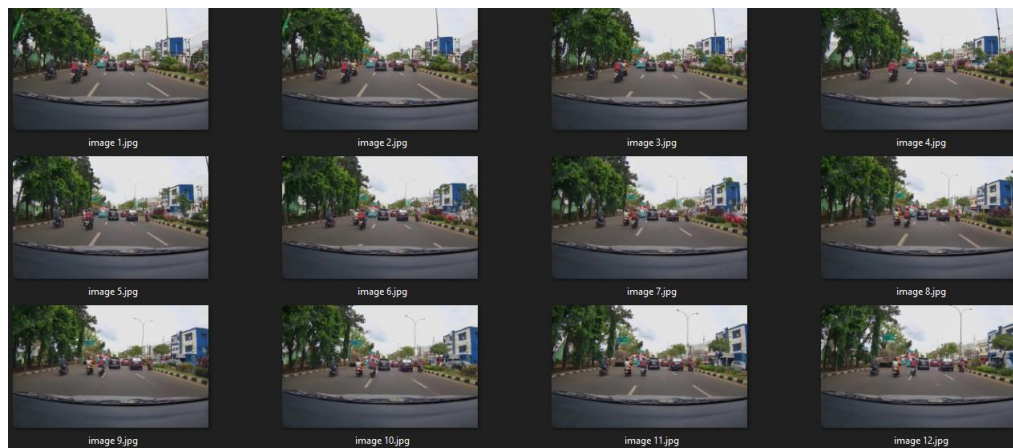 image 1.jpg
image 2.jpg
image 3.jpg
image 4.jpg
image 5.jpg
image 6.jpg
image 7.jpg
image 8.jpg
image 9.jpg
image 10.jpg
image 11.jpg
image 12.jpg